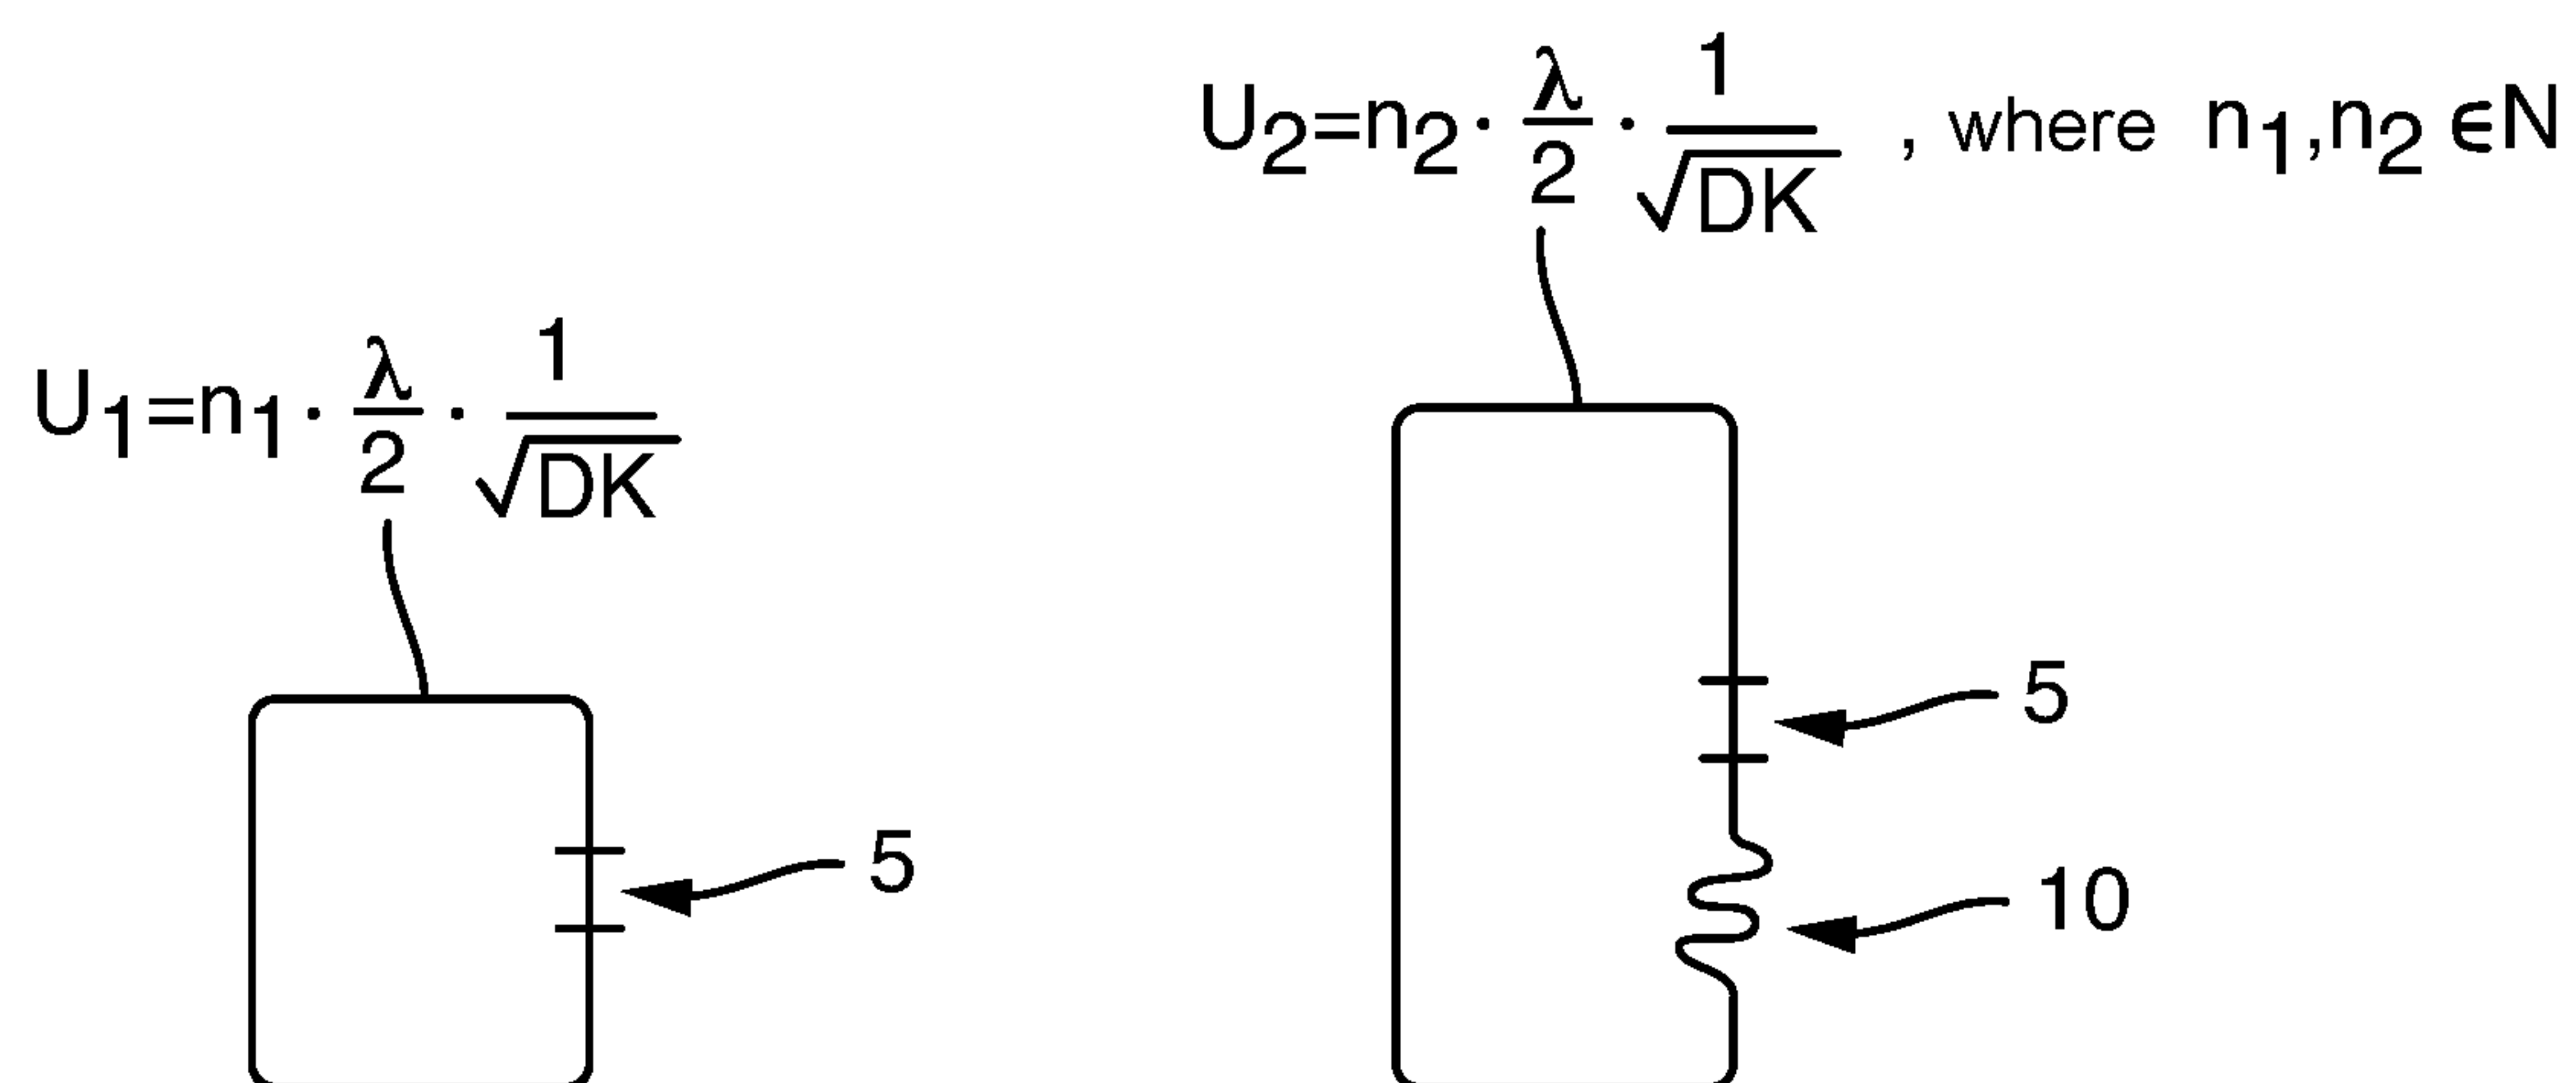 U₁=n₁· λ/2 · 1/√DK
U₂=n₂· λ/2 · 1/√DK , where n₁,n₂ ∈N
5
5
10